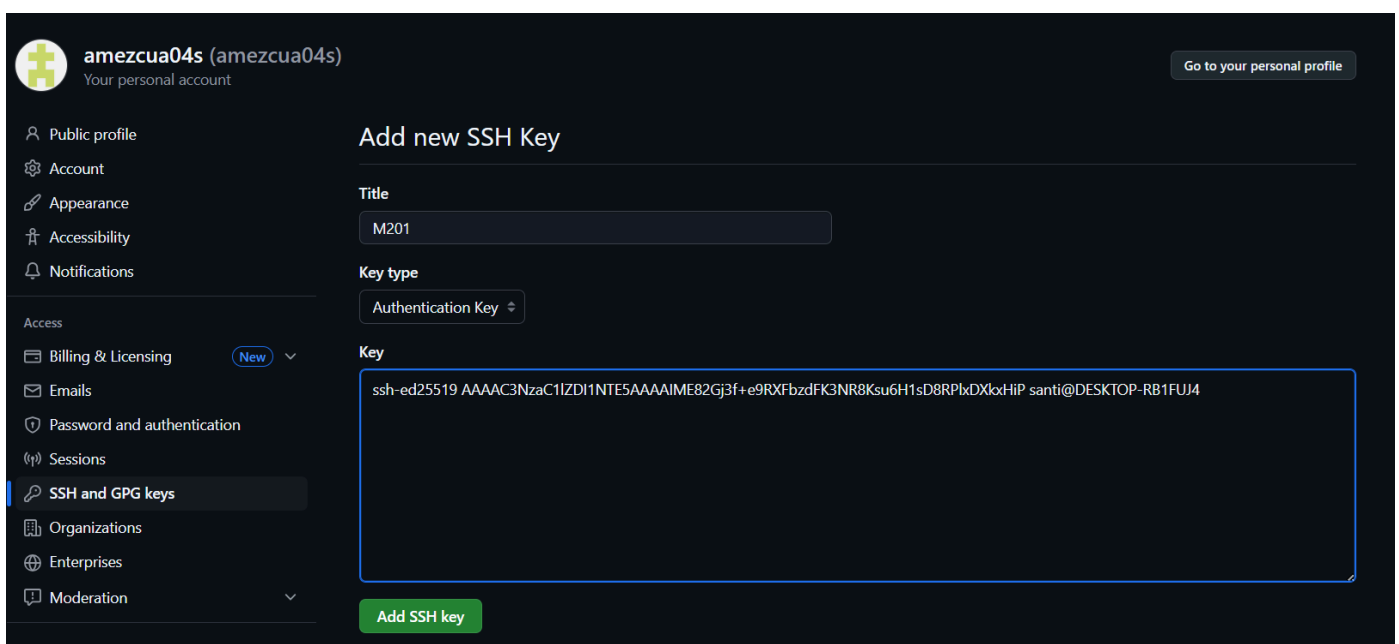 amezcua04s (amezcua04s)
Your personal account
Go to your personal profile
Public profile
Account
Appearance
Accessibility
Notifications
Access
Billing & Licensing New
Emails
Password and authentication
Sessions
SSH and GPG keys
Organizations
Enterprises
Moderation
Add new SSH Key
Title
M201
Key type
Authentication Key
Key
ssh-ed25519 AAAAC3NzaC1lZDI1NTE5AAAAIME82Gj3f+e9RXFbzdFK3NR8Ksu6H1sD8RPlxDXkxHiP santi@DESKTOP-RB1FUJ4
Add SSH key